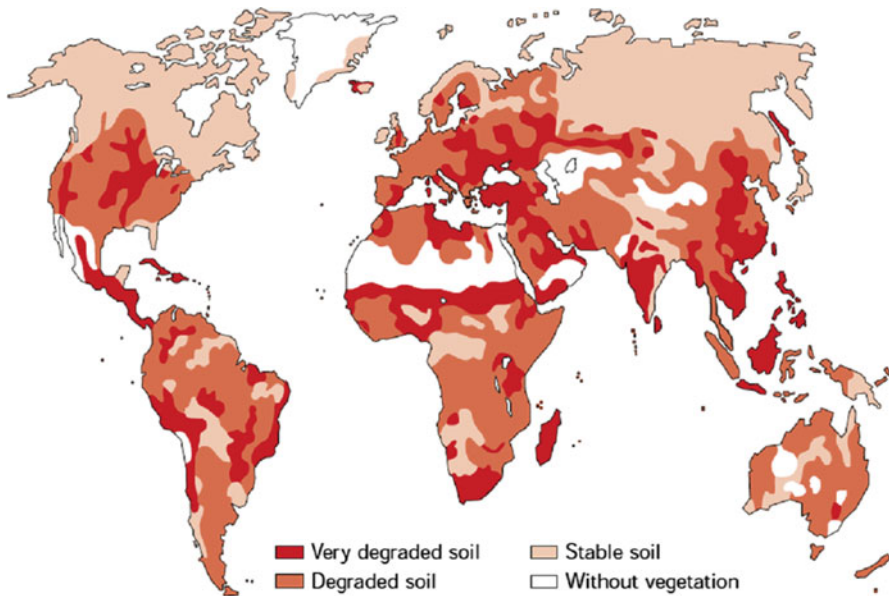 Very degraded soil
Degraded soil
Stable soil
Without vegetation